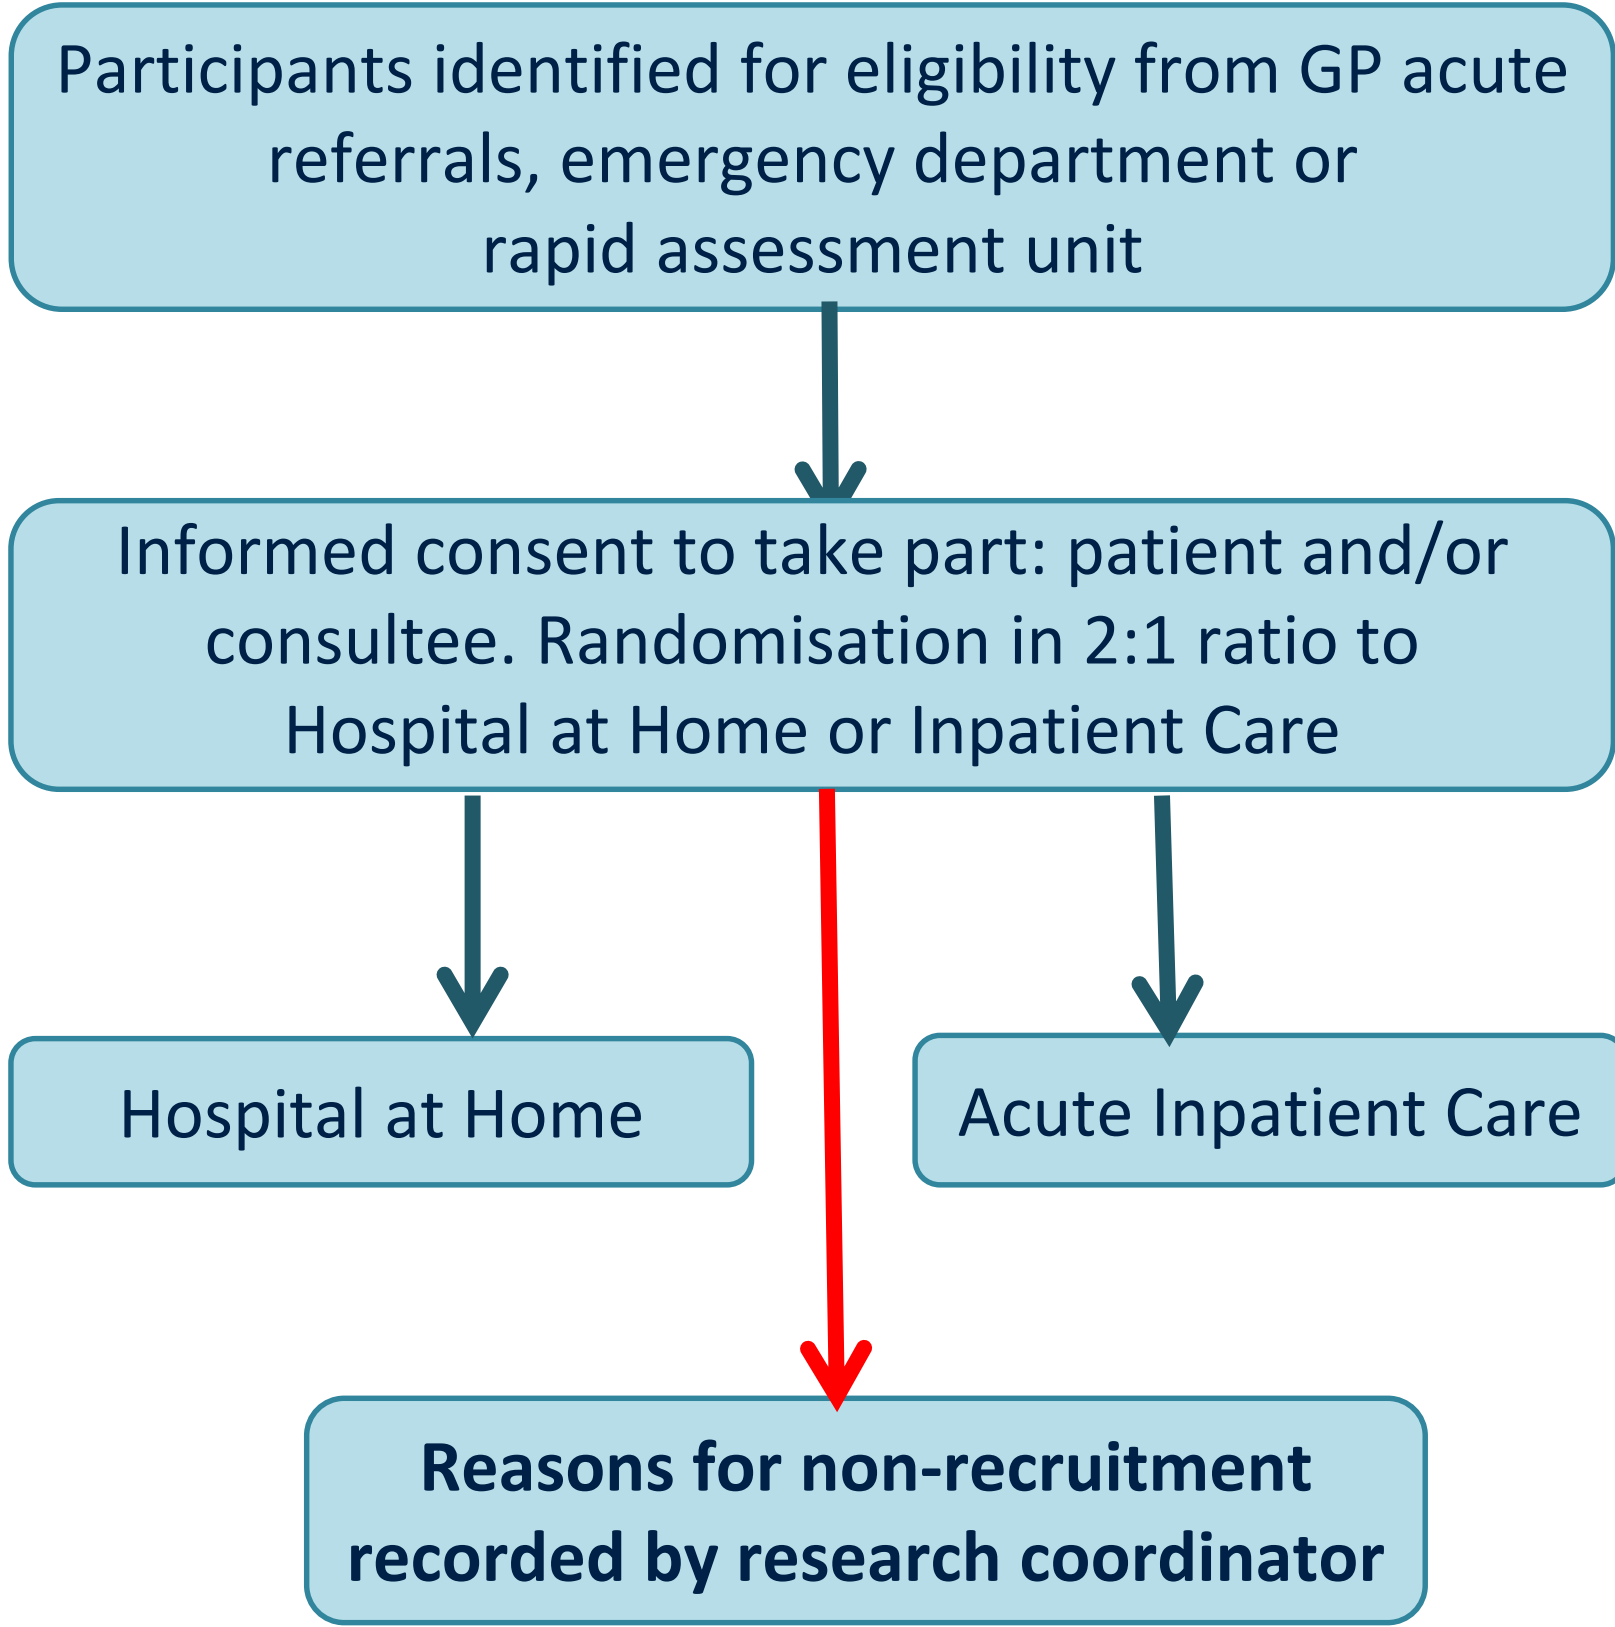 Participants identified for eligibility from GP acute
referrals, emergency department or
rapid assessment unit
Informed consent to take part: patient and/or
consultee. Randomisation in 2:1 ratio to
Hospital at Home or Inpatient Care
Hospital at Home
Acute Inpatient Care
Reasons for non-recruitment
recorded by research coordinator